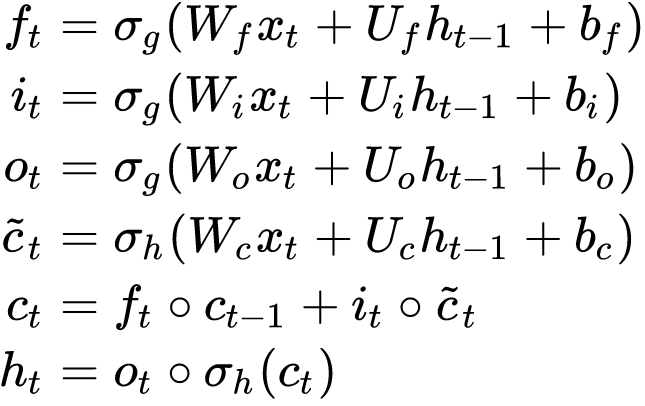 f_t = σ_g(W_f x_t + U_f h_{t−1} + b_f)
i_t = σ_g(W_i x_t + U_i h_{t−1} + b_i)
o_t = σ_g(W_o x_t + U_o h_{t−1} + b_o)
c̃_t = σ_h(W_c x_t + U_c h_{t−1} + b_c)
c_t = f_t ∘ c_{t−1} + i_t ∘ c̃_t
h_t = o_t ∘ σ_h(c_t)